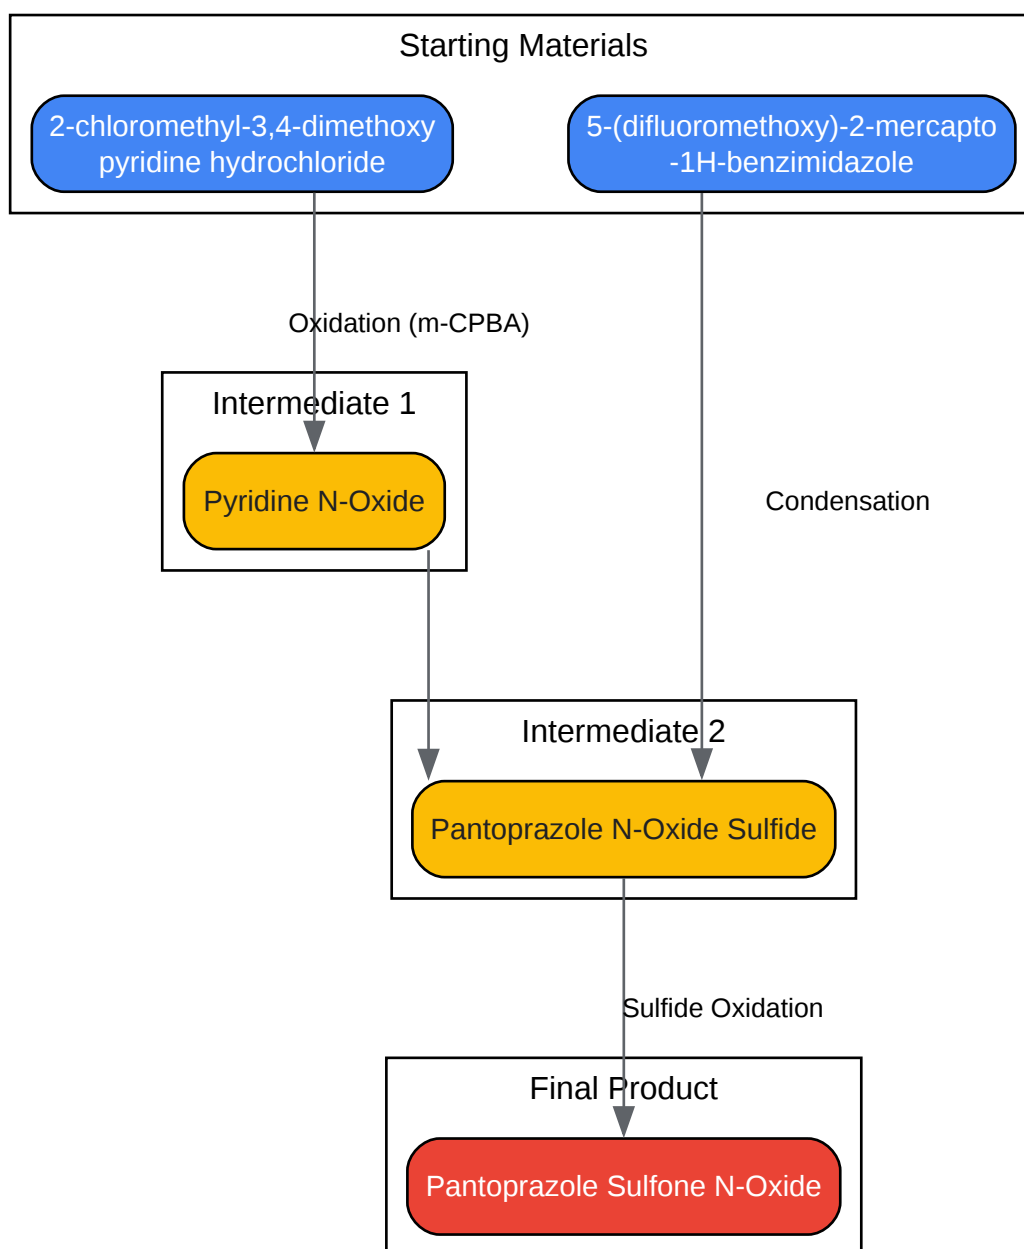 Starting Materials
2-chloromethyl-3,4-dimethoxy
pyridine hydrochloride
5-(difluoromethoxy)-2-mercapto
-1H-benzimidazole
Oxidation (m-CPBA)
Intermediate 1
Pyridine N-Oxide
Condensation
Intermediate 2
Pantoprazole N-Oxide Sulfide
Sulfide Oxidation
Final Product
Pantoprazole Sulfone N-Oxide